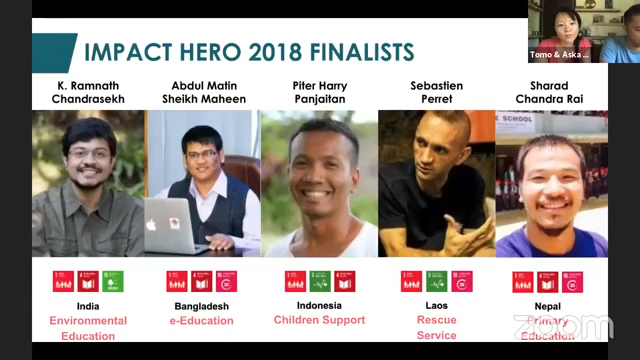 IMPACT HERO 2018 FINALISTS
Tomo & Aska ...
K. Ramnath
Chandrasekh
Abdul Matin
Sheikh Maheen
Piter Harry
Panjaitan
Sebastien
Perret
Sharad
Chandra Rai
E SCHOOL
India
Environmental
Education
Bangladesh
e-Education
Indonesia
Children Support
Laos
Rescue
Service
Nepal
Primary
Education
zoom